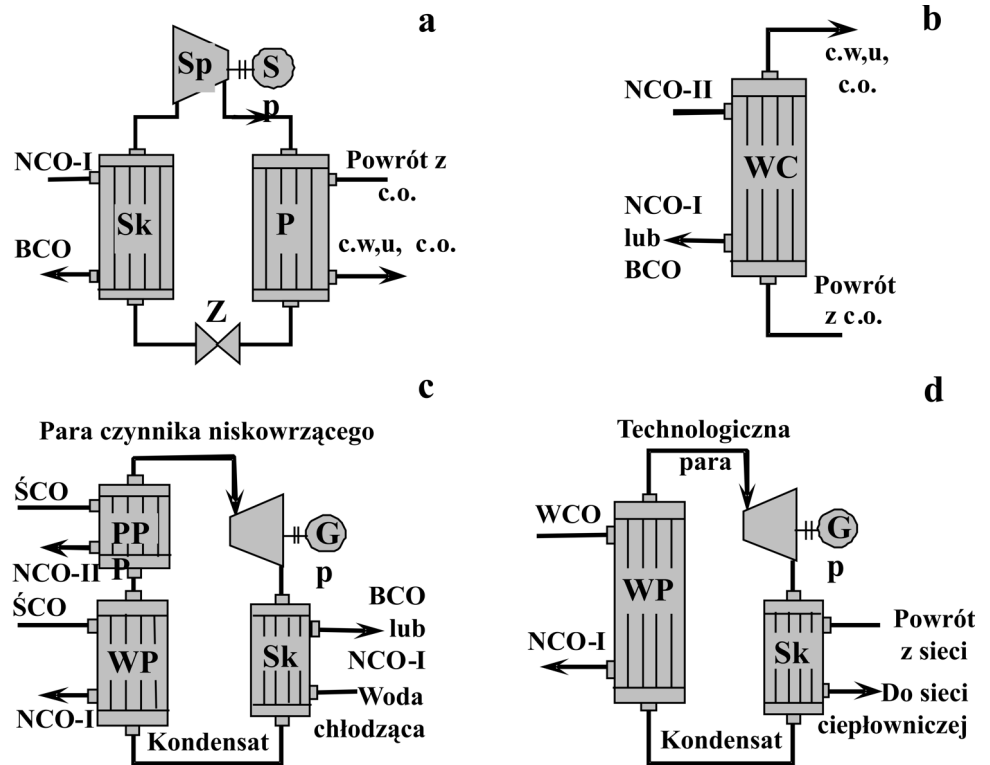 a
Sp
S
p
NCO-I
Sk
BCO
Powrót z
c.o.
P
c.w,u, c.o.
Z
b
c.w,u,
c.o.
NCO-II
WC
NCO-I
lub
BCO
Powrót
z c.o.
c
Para czynnika niskowrzącego
ŚCO
PP
P
NCO-II
ŚCO
WP
NCO-I
G
p
BCO
lub
NCO-I
Sk
Woda
chłodząca
Kondensat
d
Technologiczna
para
WCO
WP
NCO-I
G
p
Sk
Powrót
z sieci
Do sieci
ciepłowniczej
Kondensat